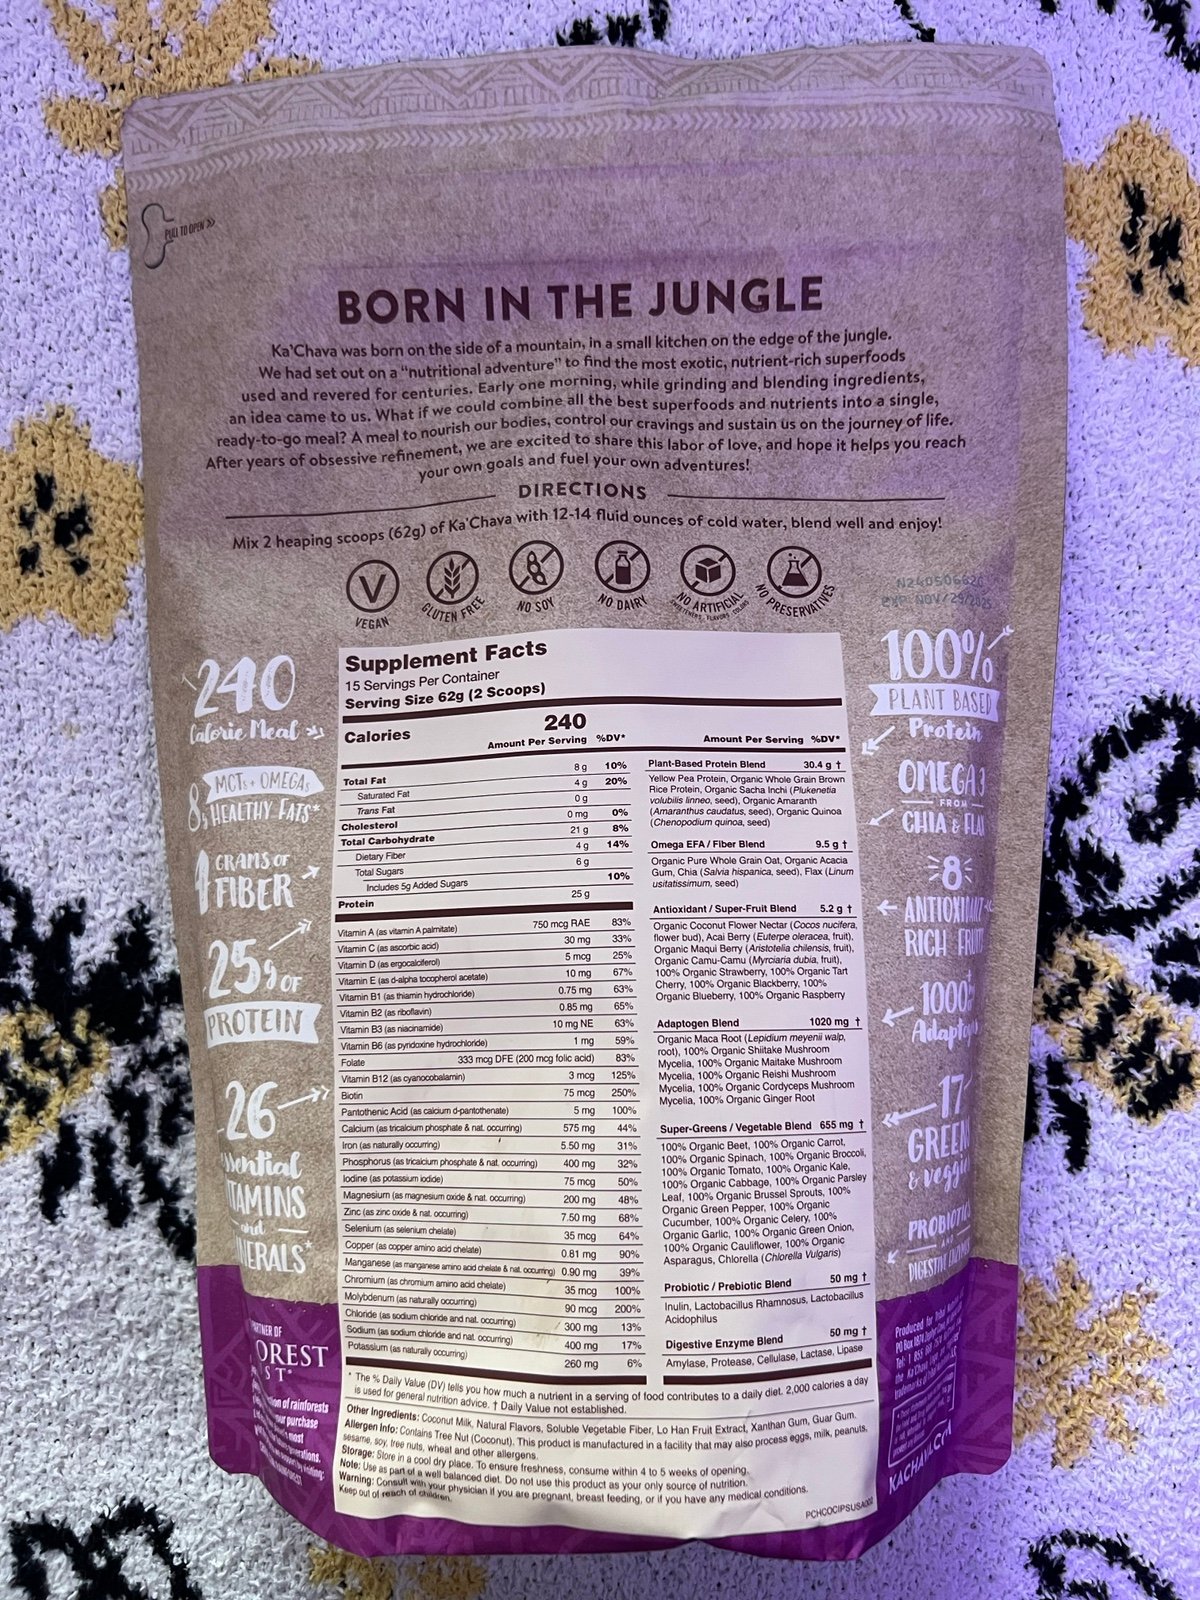 PULL TO OPEN »
BORN IN THE JUNGLE
Ka'Chava was born on the side of a mountain, in a small kitchen on the edge of the jungle.
We had set out on a "nutritional adventure" to find the most exotic, nutrient-rich superfoods
used and revered for centuries. Early one morning, while grinding and blending ingredients,
an idea came to us. What if we could combine all the best superfoods and nutrients into a single,
ready-to-go meal? A meal to nourish our bodies, control our cravings and sustain us on the journey of life.
After years of obsessive refinement, we are excited to share this labor of love, and hope it helps you reach
your own goals and fuel your own adventures!
DIRECTIONS
Mix 2 heaping scoops (62g) of Ka'Chava with 12-14 fluid ounces of cold water, blend well and enjoy!
VEGAN
GLUTEN FREE
NO SOY
NO DAIRY
NO ARTIFICIAL
SWEETENERS · FLAVORS · COLORS
NO PRESERVATIVES
EXP NOV/29/2025
240
Calorie Meal
MCTs + OMEGAs
8g HEALTHY FATS*
GRAMS OF
FIBER
25g OF
PROTEIN
26
VITAMINS
and
Supplement Facts
15 Servings Per Container
Serving Size 62g (2 Scoops)
Calories 240
Amount Per Serving %DV*
Total Fat 8 g 10%
Saturated Fat 4 g 20%
Trans Fat 0 g
Cholesterol 0 mg 0%
Total Carbohydrate 21 g 8%
Dietary Fiber 4 g 14%
Total Sugars 6 g
Includes 5g Added Sugars 10%
Protein 25 g
Vitamin A (as vitamin A palmitate) 750 mcg RAE 83%
Vitamin C (as ascorbic acid) 30 mg 33%
Vitamin D (as ergocalciferol) 5 mcg 25%
Vitamin E (as d-alpha tocopherol acetate) 10 mg 67%
Vitamin B1 (as thiamin hydrochloride) 0.75 mg 63%
Vitamin B2 (as riboflavin) 0.85 mg 65%
Vitamin B3 (as niacinamide) 10 mg NE 63%
Vitamin B6 (as pyridoxine hydrochloride) 1 mg 59%
Folate 333 mcg DFE (200 mcg folic acid) 83%
Vitamin B12 (as cyanocobalamin) 3 mcg 125%
Biotin 75 mcg 250%
Pantothenic Acid (as calcium d-pantothenate) 5 mg 100%
Calcium (as tricalcium phosphate & nat. occurring) 575 mg 44%
Iron (as naturally occurring) 5.50 mg 31%
Phosphorus (as tricalcium phosphate & nat. occurring) 400 mg 32%
Iodine (as potassium iodide) 75 mcg 50%
Magnesium (as magnesium oxide & nat. occurring) 200 mg 48%
Zinc (as zinc oxide & nat. occurring) 7.50 mg 68%
Selenium (as selenium chelate) 35 mcg 64%
Copper (as copper amino acid chelate) 0.81 mg 90%
Manganese (as manganese amino acid chelate & nat. occurring) 0.90 mg 39%
Chromium (as chromium amino acid chelate) 35 mcg 100%
Molybdenum (as naturally occurring) 90 mcg 200%
Chloride (as sodium chloride and nat. occurring) 300 mg 13%
Sodium (as sodium chloride and nat. occurring) 400 mg 17%
Potassium (as naturally occurring) 260 mg 6%
Amount Per Serving %DV*
Plant-Based Protein Blend 30.4 g †
Yellow Pea Protein, Organic Whole Grain Brown
Rice Protein, Organic Sacha Inchi (Plukenetia
volubilis linneo, seed), Organic Amaranth
(Amaranthus caudatus, seed), Organic Quinoa
(Chenopodium quinoa, seed)
Omega EFA / Fiber Blend 9.5 g †
Organic Pure Whole Grain Oat, Organic Acacia
Gum, Chia (Salvia hispanica, seed), Flax (Linum
usitatissimum, seed)
Antioxidant / Super-Fruit Blend 5.2 g †
Organic Coconut Flower Nectar (Cocos nucifera,
flower bud), Acai Berry (Euterpe oleracea, fruit),
Organic Maqui Berry (Aristotelia chilensis, fruit),
Organic Camu-Camu (Myrciaria dubia, fruit),
100% Organic Strawberry, 100% Organic Tart
Cherry, 100% Organic Blackberry, 100%
Organic Blueberry, 100% Organic Raspberry
Adaptogen Blend 1020 mg †
Organic Maca Root (Lepidium meyenii walp,
root), 100% Organic Shiitake Mushroom
Mycelia, 100% Organic Maitake Mushroom
Mycelia, 100% Organic Reishi Mushroom
Mycelia, 100% Organic Cordyceps Mushroom
Mycelia, 100% Organic Ginger Root
Super-Greens / Vegetable Blend 655 mg †
100% Organic Beet, 100% Organic Carrot,
100% Organic Spinach, 100% Organic Broccoli,
100% Organic Tomato, 100% Organic Kale,
100% Organic Cabbage, 100% Organic Parsley
Leaf, 100% Organic Brussel Sprouts, 100%
Organic Green Pepper, 100% Organic
Cucumber, 100% Organic Celery, 100%
Organic Garlic, 100% Organic Green Onion,
100% Organic Cauliflower, 100% Organic
Asparagus, Chlorella (Chlorella Vulgaris)
Probiotic / Prebiotic Blend 50 mg †
Inulin, Lactobacillus Rhamnosus, Lactobacillus
Acidophilus
Digestive Enzyme Blend 50 mg †
Amylase, Protease, Cellulase, Lactase, Lipase
* The % Daily Value (DV) tells you how much a nutrient in a serving of food contributes to a daily diet. 2,000 calories a day
is used for general nutrition advice. † Daily Value not established.
Other Ingredients: Coconut Milk, Natural Flavors, Soluble Vegetable Fiber, Lo Han Fruit Extract, Xanthan Gum, Guar Gum.
Allergen Info: Contains Tree Nut (Coconut). This product is manufactured in a facility that may also process eggs, milk, peanuts,
sesame, soy, tree nuts, wheat and other allergens.
Storage: Store in a cool dry place. To ensure freshness, consume within 4 to 5 weeks of opening.
Note: Use as part of a well balanced diet. Do not use this product as your only source of nutrition.
Warning: Consult with your physician if you are pregnant, breast feeding, or if you have any medical conditions.
Keep out of reach of children.
100%
PLANT BASED
Protein
OMEGA 3
FROM
CHIA & FLAX
8
ANTIOXIDANT
RICH FRUIT
17
& veggie
of rainforests
purchase
most
KACHAVA.COM